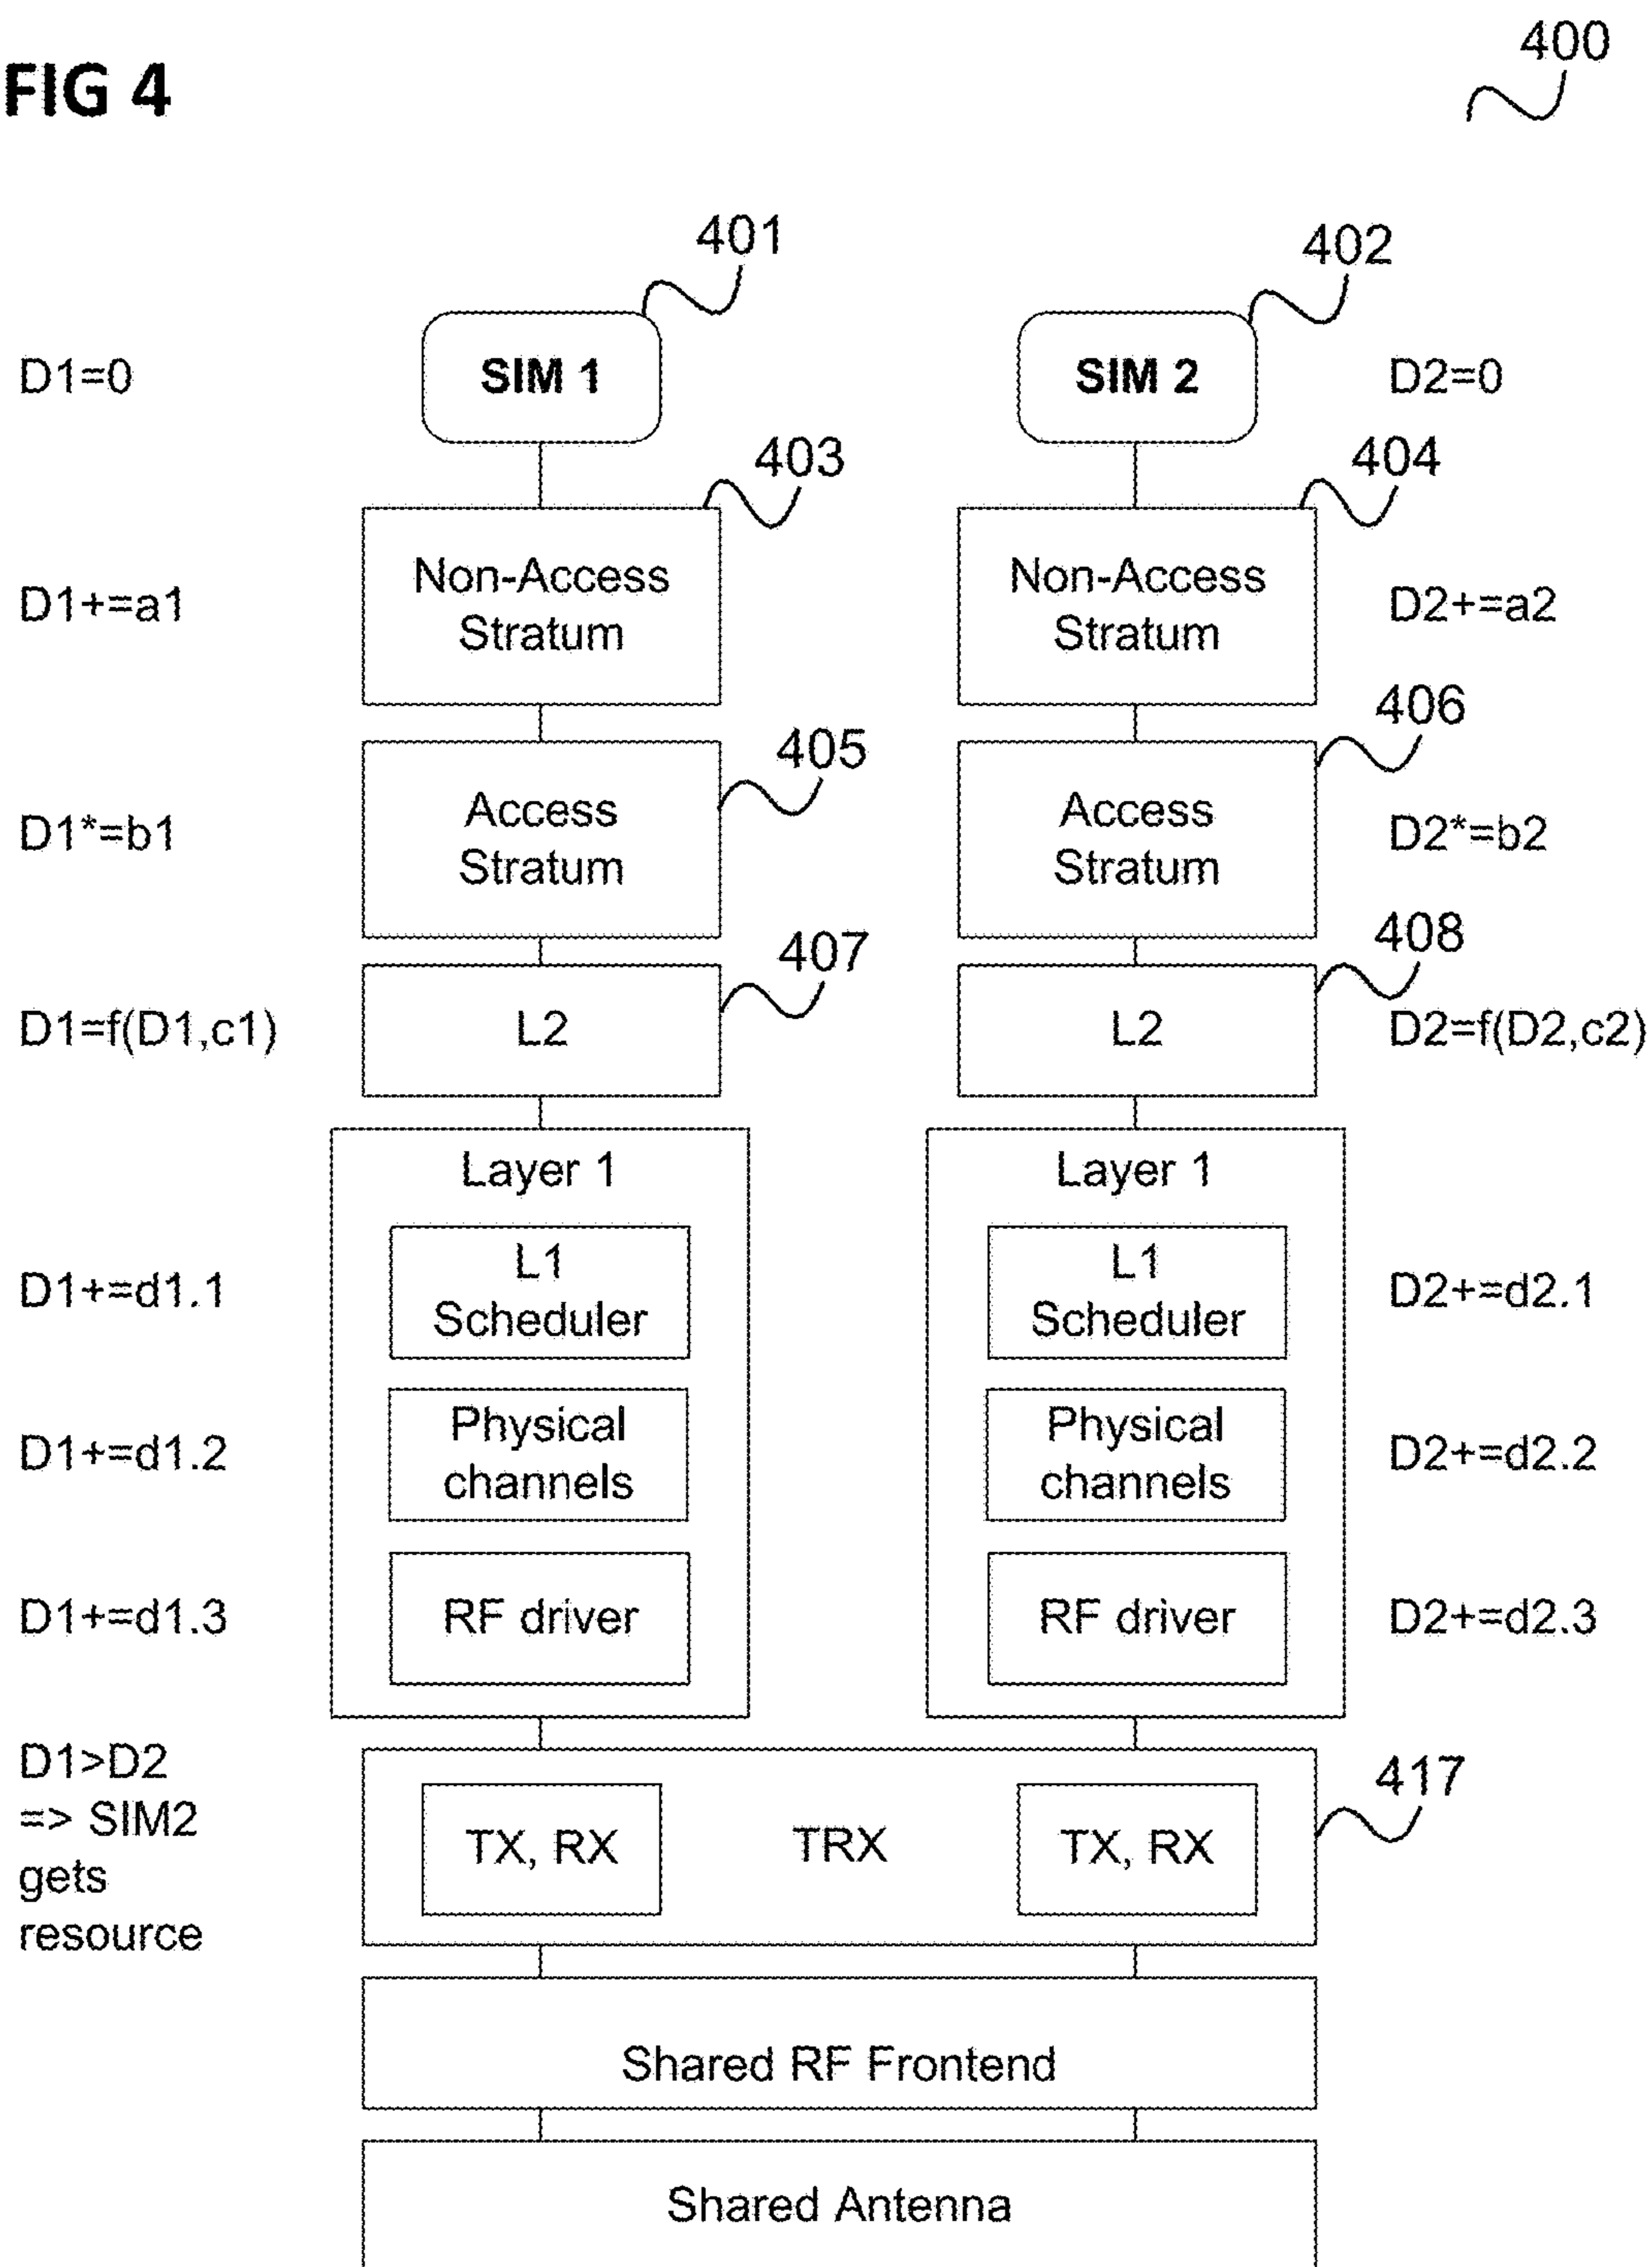 FIG 4
400
401
402
D1=0
SIM 1
SIM 2
D2=0
403
404
D1+=a1
Non-Access
Stratum
Non-Access
Stratum
D2+=a2
405
406
D1*=b1
Access
Stratum
Access
Stratum
D2*=b2
407
408
D1=f(D1,c1)
L2
L2
D2=f(D2,c2)
Layer 1
Layer 1
D1+=d1.1
L1
Scheduler
L1
Scheduler
D2+=d2.1
D1+=d1.2
Physical
channels
Physical
channels
D2+=d2.2
D1+=d1.3
RF driver
RF driver
D2+=d2.3
D1>D2
=> SIM2
gets
resource
TX, RX
TRX
TX, RX
417
Shared RF Frontend
Shared Antenna